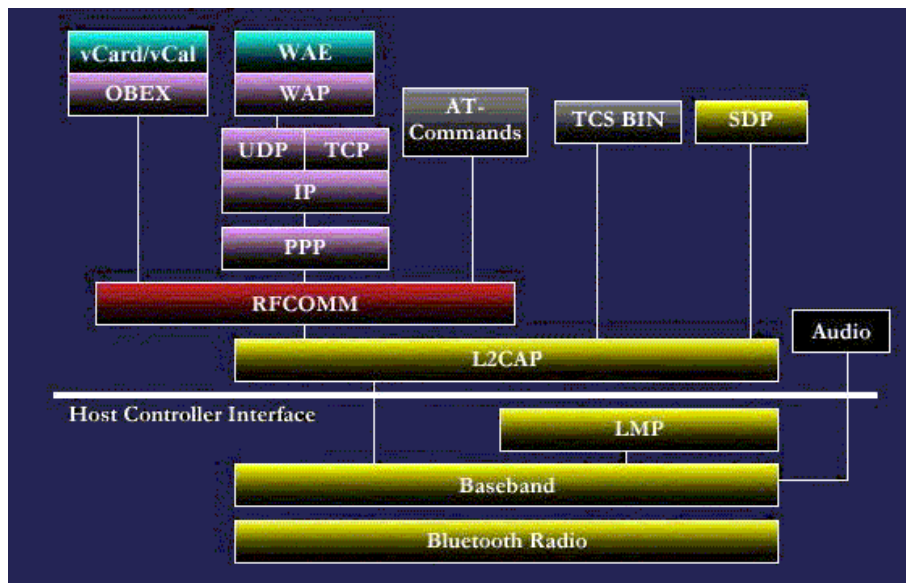 vCard/vCal
OBEX
WAE
WAP
UDP
TCP
IP
PPP
AT-
Commands
TCS BIN
SDP
RFCOMM
L2CAP
Audio
Host Controller Interface
LMP
Baseband
Bluetooth Radio